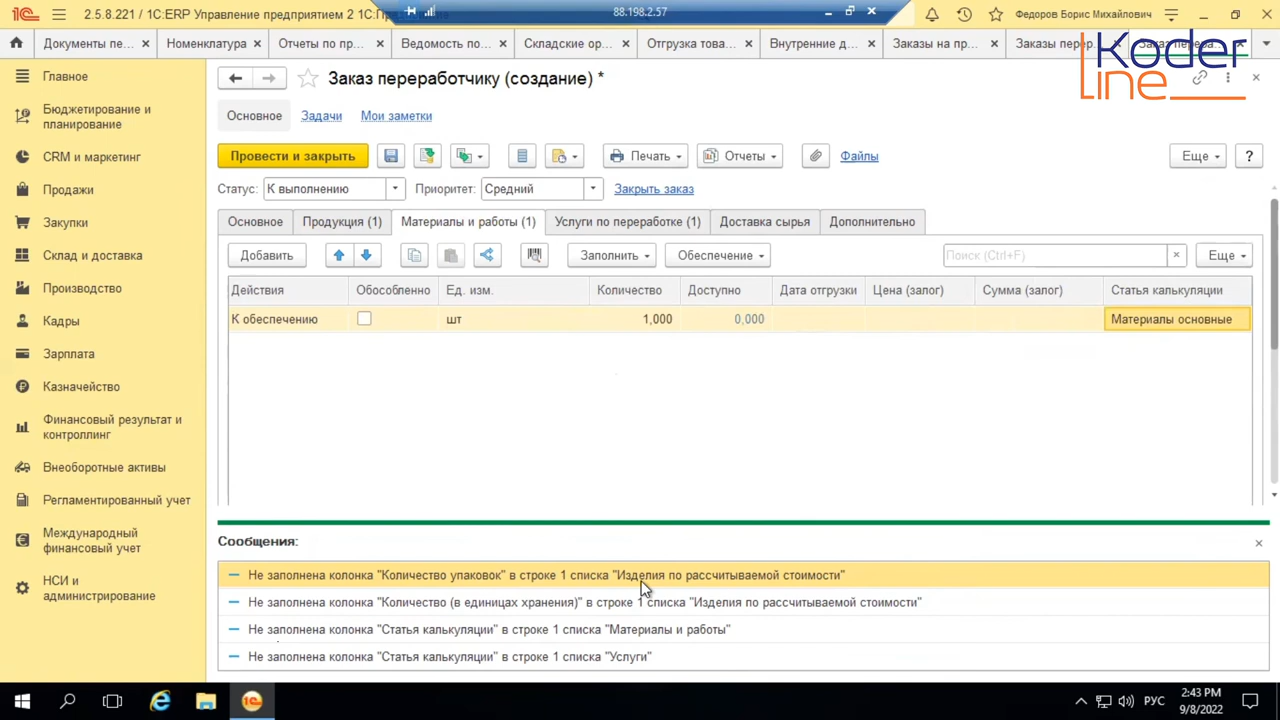 2.5.8.221 / 1С:ERP Управление предприятием 2 1С:П
88.198.2.57
Федоров Борис Михайлович
Документы пе...
Номенклатура
Отчеты по пр...
Ведомость по...
Складские ор...
Отгрузка това...
Внутренние д...
Заказы на пр...
Заказы пере
Koder
line
Главное
Бюджетирование и
планирование
CRM и маркетинг
Продажи
Закупки
Склад и доставка
Производство
Кадры
Зарплата
Казначейство
Финансовый результат и
контроллинг
Внеоборотные активы
Регламентированный учет
Международный
финансовый учет
НСИ и
администрирование
Заказ переработчику (создание) *
Основное
Задачи
Мои заметки
Провести и закрыть
Печать
Отчеты
Файлы
Еще
?
Статус:
К выполнению
Приоритет:
Средний
Закрыть заказ
Основное
Продукция (1)
Материалы и работы (1)
Услуги по переработке (1)
Доставка сырья
Дополнительно
Добавить
Заполнить
Обеспечение
Поиск (Ctrl+F)
Еще
Действия
Обособленно
Ед. изм.
Количество
Доступно
Дата отгрузки
Цена (залог)
Сумма (залог)
Статья калькуляции
К обеспечению
шт
1,000
0,000
Материалы основные
Сообщения:
Не заполнена колонка "Количество упаковок" в строке 1 списка "Изделия по рассчитываемой стоимости"
Не заполнена колонка "Количество (в единицах хранения)" в строке 1 списка "Изделия по рассчитываемой стоимости"
Не заполнена колонка "Статья калькуляции" в строке 1 списка "Материалы и работы"
Не заполнена колонка "Статья калькуляции" в строке 1 списка "Услуги"
РУС
2:43 PM
9/8/2022